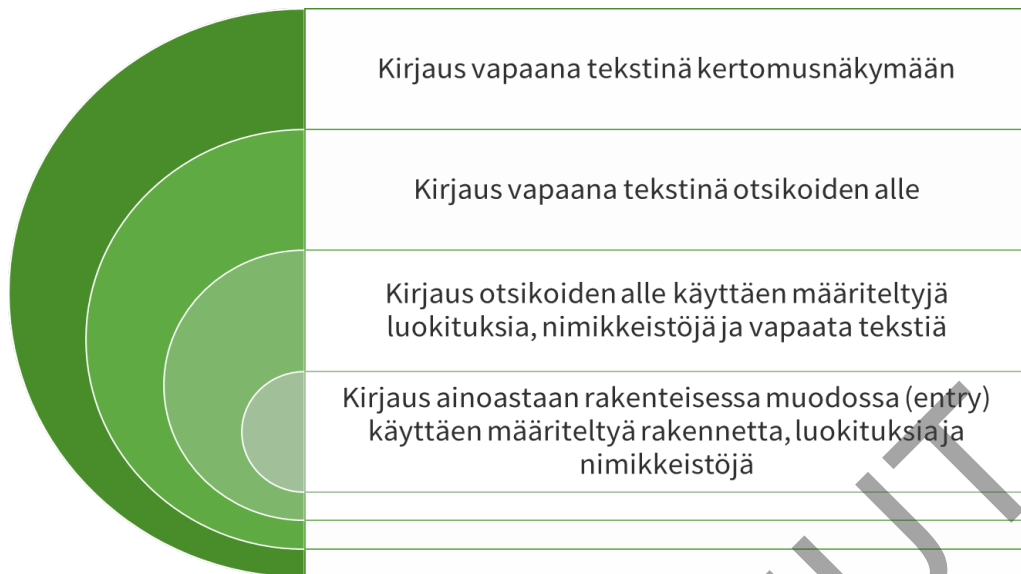 Kirjaus vapaana tekstinä kertomusnäkymään
Kirjaus vapaana tekstinä otsikoiden alle
Kirjaus otsikoiden alle käyttäen määriteltyjä
luokituksia, nimikkeistöjä ja vapaata tekstiä
Kirjaus ainoastaan rakenteisessa muodossa (entry)
käyttäen määriteltyä rakennetta, luokituksia ja
nimikkeistöjä
UT